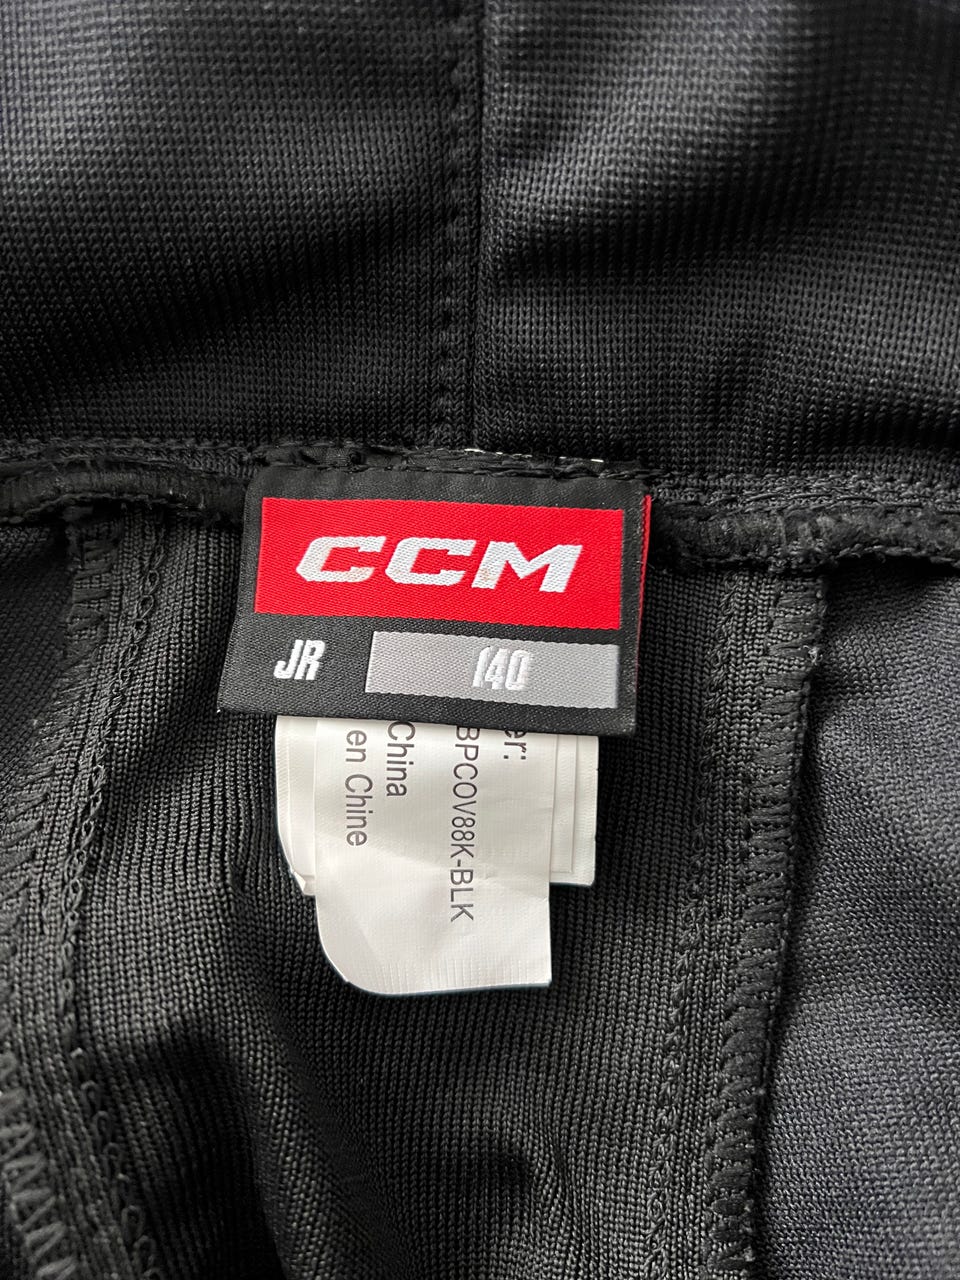 CCM
JR 140
er:
BPCOV88K-BLK
China
en Chine